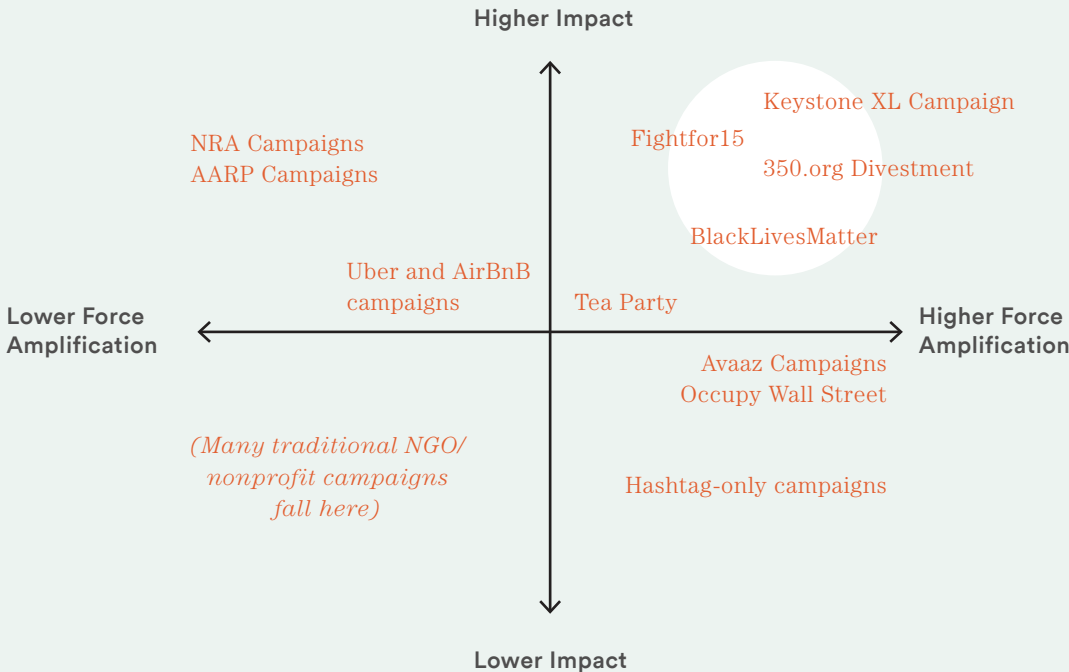 Higher Impact
Keystone XL Campaign
Fightfor15
350.org Divestment
BlackLivesMatter
NRA Campaigns
AARP Campaigns
Uber and AirBnB
campaigns
Tea Party
Lower Force
Amplification
Higher Force
Amplification
Avaaz Campaigns
Occupy Wall Street
(Many traditional NGO/
nonprofit campaigns
fall here)
Hashtag-only campaigns
Lower Impact